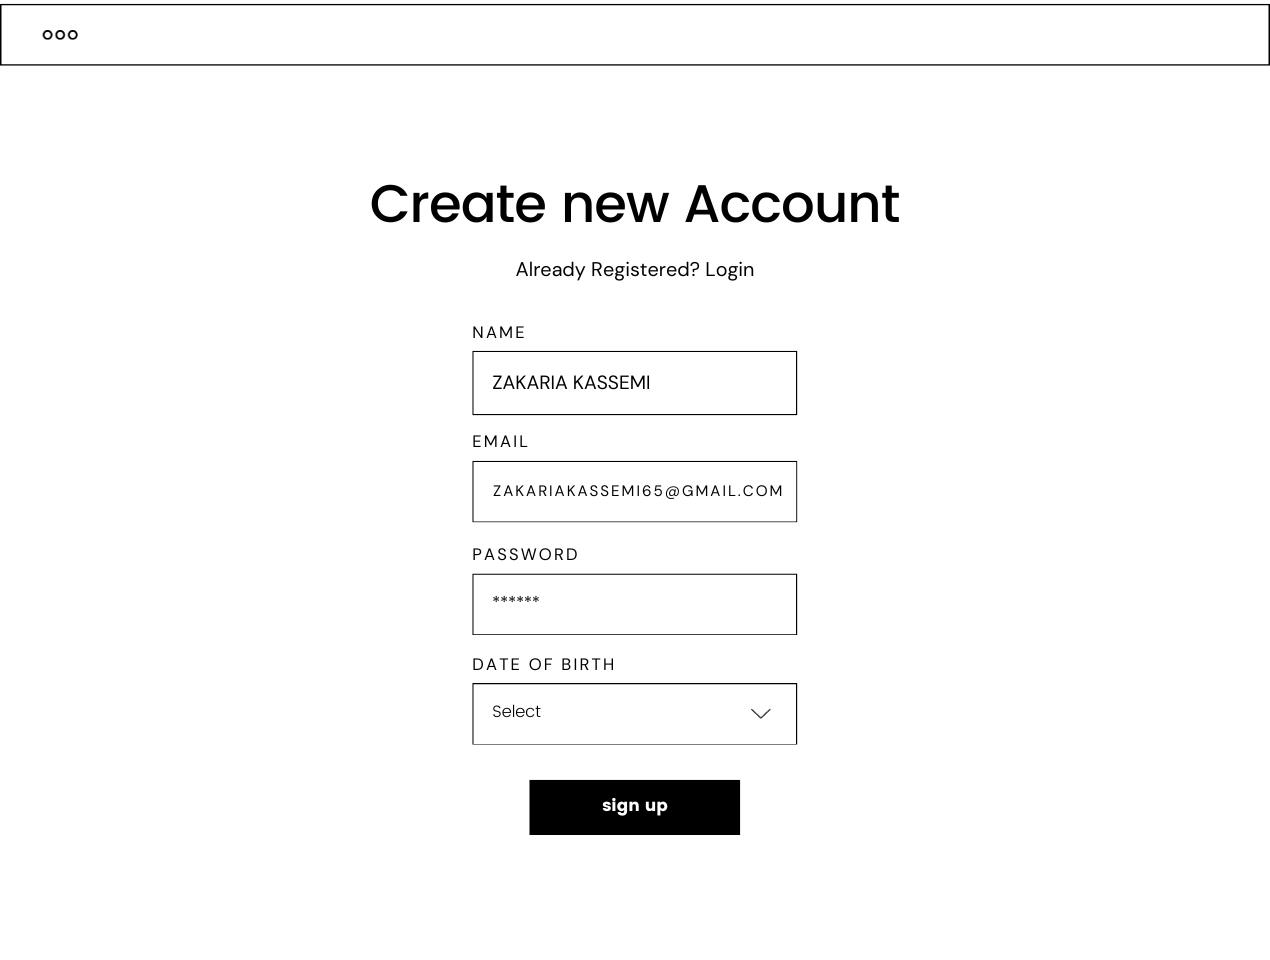 Create new Account
Already Registered? Login
NAME
ZAKARIA KASSEMI
EMAIL
ZAKARIAKASSEMI65@GMAIL.COM
PASSWORD
******
DATE OF BIRTH
Select
sign up